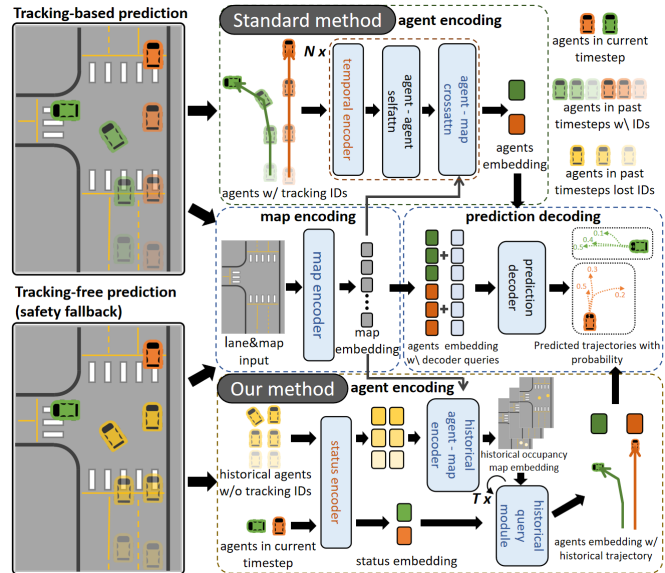 Tracking-based prediction
Standard method
agent encoding
N x
temporal encoder
agent - agent
selfattn
agent - map
crossattn
agents
embedding
agents w/ tracking IDs
agents in current
timestep
agents in past
timesteps w\ IDs
agents in past
timesteps lost IDs
map encoding
lane&map
input
map encoder
map
embedding
prediction decoding
agents embedding
w\ decoder queries
prediction
decoder
0.1
0.4
0.5
0.3
0.5
0.2
Predicted trajectories with
probability
Tracking-free prediction
(safety fallback)
Our method
agent encoding
historical agents
w/o tracking IDs
agents in current
timestep
status encoder
status embedding
historical
agent - map
encoder
historical occupancy
map embedding
T x
historical
query
module
agents embedding w/
historical trajectory